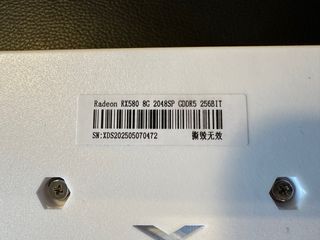 Radeon RX580 8G 2048SP GDDR5 256BIT
SN:XDS202505070472 撕毁无效